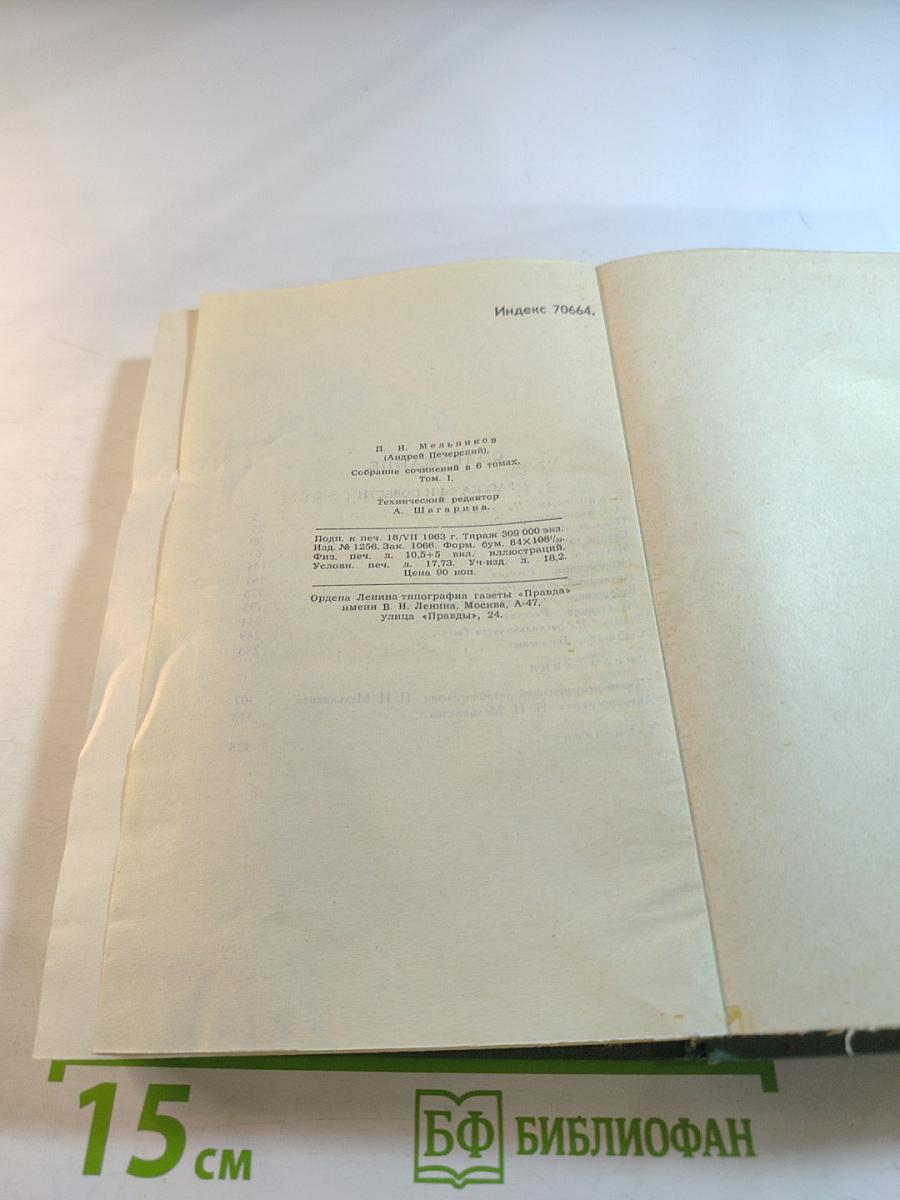 Индекс 70664.
П. И. Мельников
(Андрей Печерский).
Собрание сочинений в 6 томах.
Том. I.
Технический редактор
А. Шагарина.
Подп. к печ. 18/VII 1963 г. Тираж 309 000 экз.
Изд. № 1256. Зак. 1066. Форм. бум. 84×108¹/₃₂.
Физ. печ. л. 10,5+5 вкл. иллюстраций.
Условн. печ. л. 17,73. Уч-изд. л. 18,2.
Цена 90 коп.
Ордена Ленина типография газеты «Правда»
имени В. И. Ленина. Москва, А-47,
улица «Правды», 24.
15 см
БФ БИБЛИОФАН